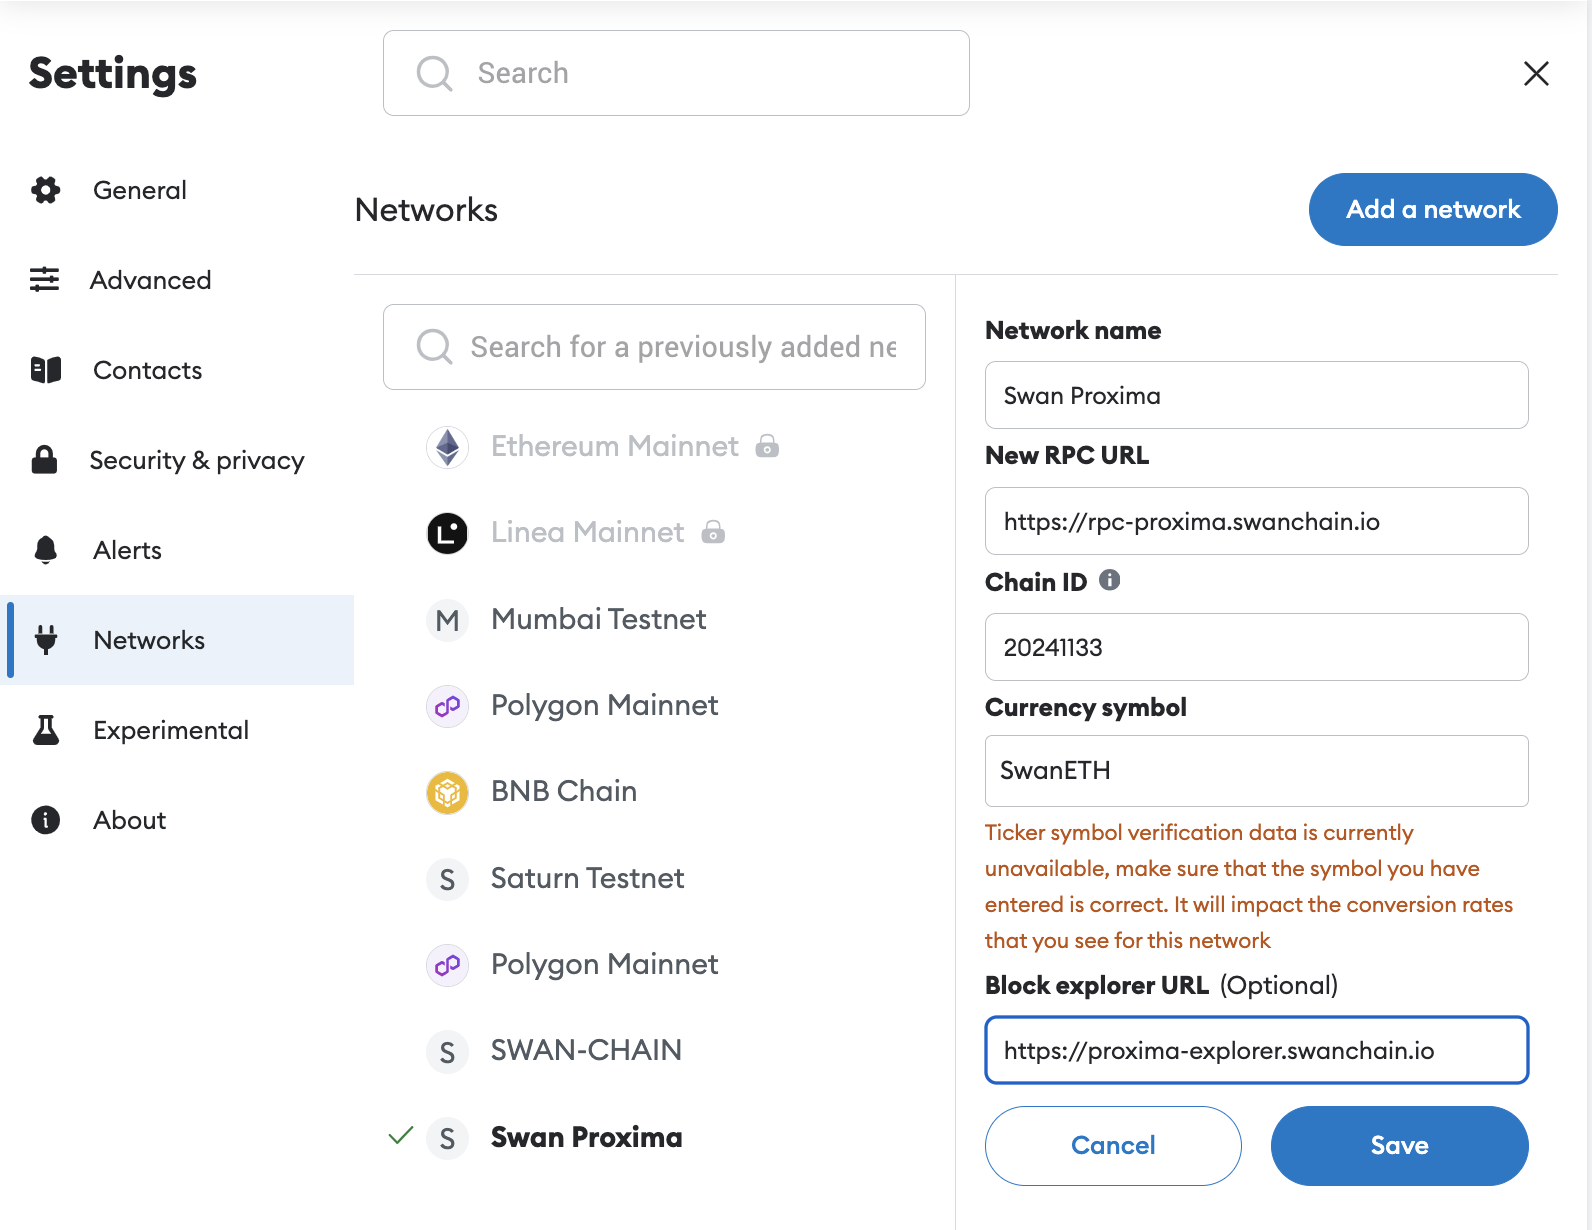 Settings
Search
General
Advanced
Contacts
Security & privacy
Alerts
Networks
Experimental
About
Networks
Add a network
Search for a previously added ne
Ethereum Mainnet
Linea Mainnet
M Mumbai Testnet
Polygon Mainnet
BNB Chain
S Saturn Testnet
Polygon Mainnet
S SWAN-CHAIN
S Swan Proxima
Network name
Swan Proxima
New RPC URL
https://rpc-proxima.swanchain.io
Chain ID
20241133
Currency symbol
SwanETH
Ticker symbol verification data is currently
unavailable, make sure that the symbol you have
entered is correct. It will impact the conversion rates
that you see for this network
Block explorer URL (Optional)
https://proxima-explorer.swanchain.io
Cancel
Save